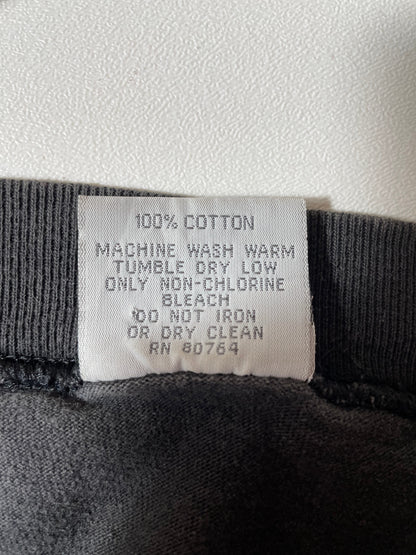 100% COTTON
MACHINE WASH WARM
TUMBLE DRY LOW
ONLY NON-CHLORINE
BLEACH
DO NOT IRON
OR DRY CLEAN
RN 80764